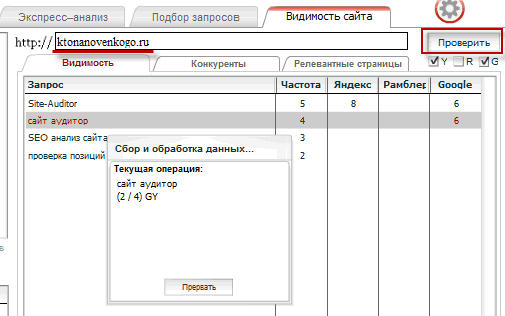 Экспресс–анализ Подбор запросов Видимость сайта
http:// ktonanovenkogo.ru Проверить
Видимость Конкуренты Релевантные страницы Y R G
Запрос Частота Яндекс Рамблер Google
Site-Auditor 5 8 6
сайт аудитор 4 6
SEO анализ сайта 3
проверка позиций 2
Сбор и обработка данных...
Текущая операция:
сайт аудитор
(2 / 4) GY
Прервать